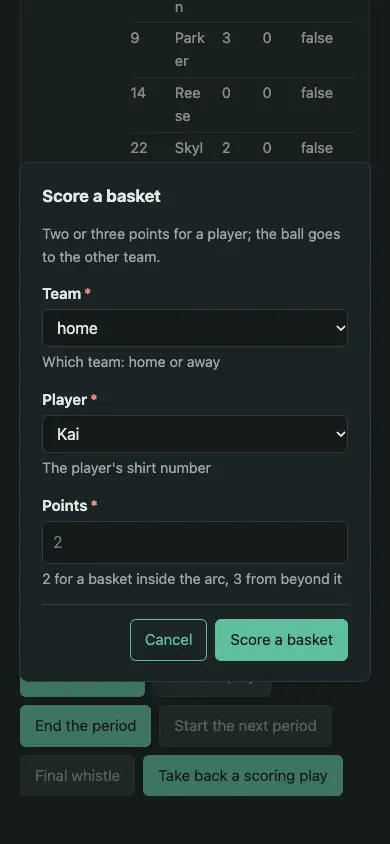 n
9 Park 3 0 false
er
14 Ree 0 0 false
se
22 Skyl 2 0 false
Score a basket
Two or three points for a player; the ball goes
to the other team.
Team *
home
Which team: home or away
Player *
Kai
The player's shirt number
Points *
2
2 for a basket inside the arc, 3 from beyond it
Cancel Score a basket
End the period Start the next period
Final whistle Take back a scoring play